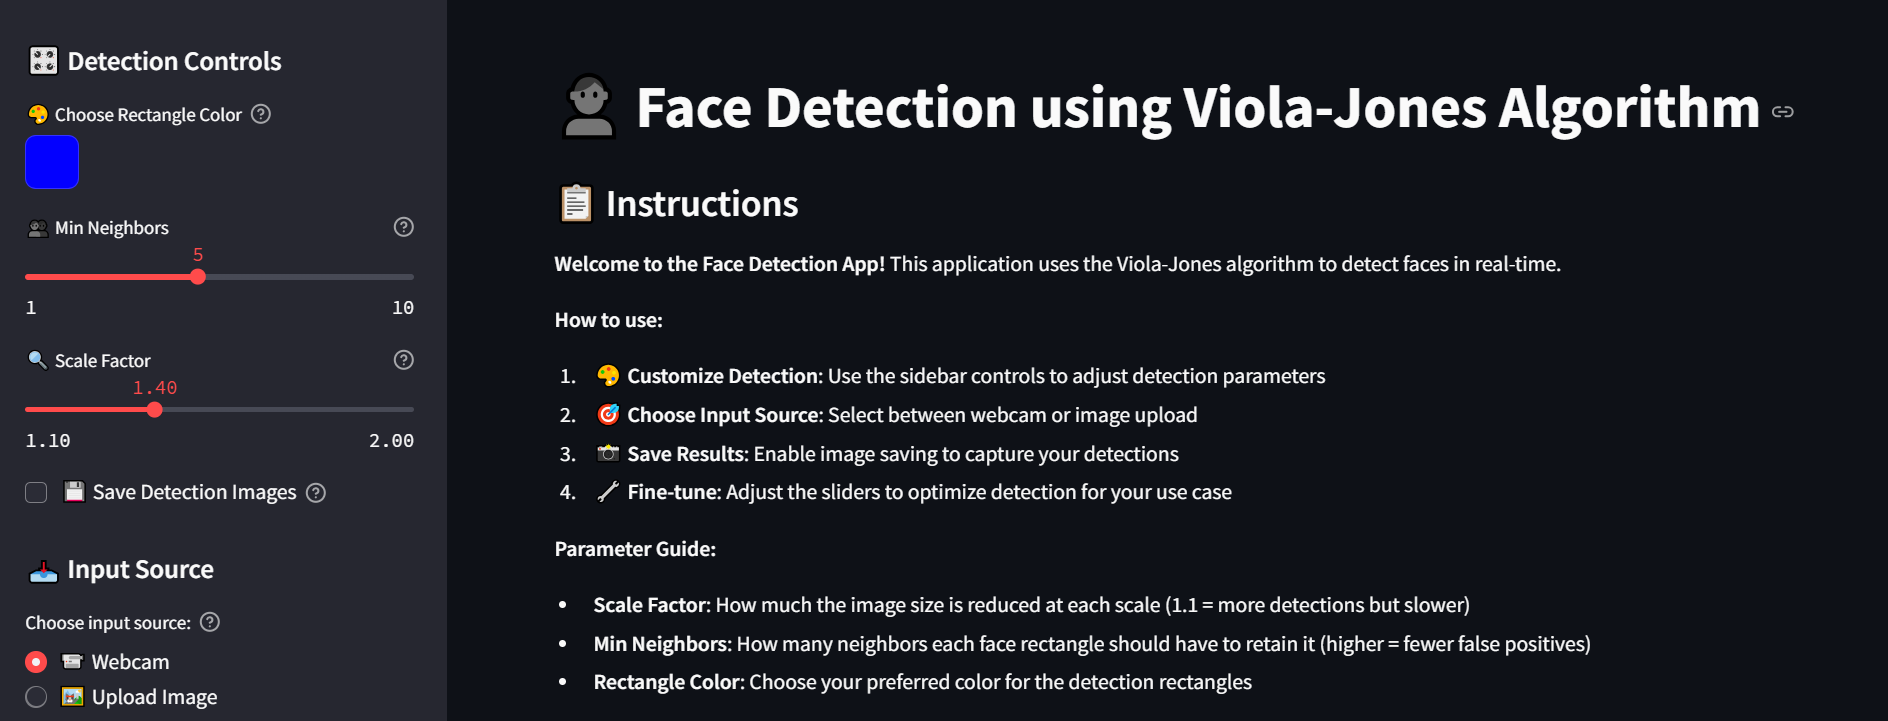 Detection Controls
Choose Rectangle Color
Min Neighbors
5
1 10
Scale Factor
1.40
1.10 2.00
Save Detection Images
Input Source
Choose input source:
Webcam
Upload Image
Face Detection using Viola-Jones Algorithm
Instructions
Welcome to the Face Detection App! This application uses the Viola-Jones algorithm to detect faces in real-time.
How to use:
1. Customize Detection: Use the sidebar controls to adjust detection parameters
2. Choose Input Source: Select between webcam or image upload
3. Save Results: Enable image saving to capture your detections
4. Fine-tune: Adjust the sliders to optimize detection for your use case
Parameter Guide:
• Scale Factor: How much the image size is reduced at each scale (1.1 = more detections but slower)
• Min Neighbors: How many neighbors each face rectangle should have to retain it (higher = fewer false positives)
• Rectangle Color: Choose your preferred color for the detection rectangles